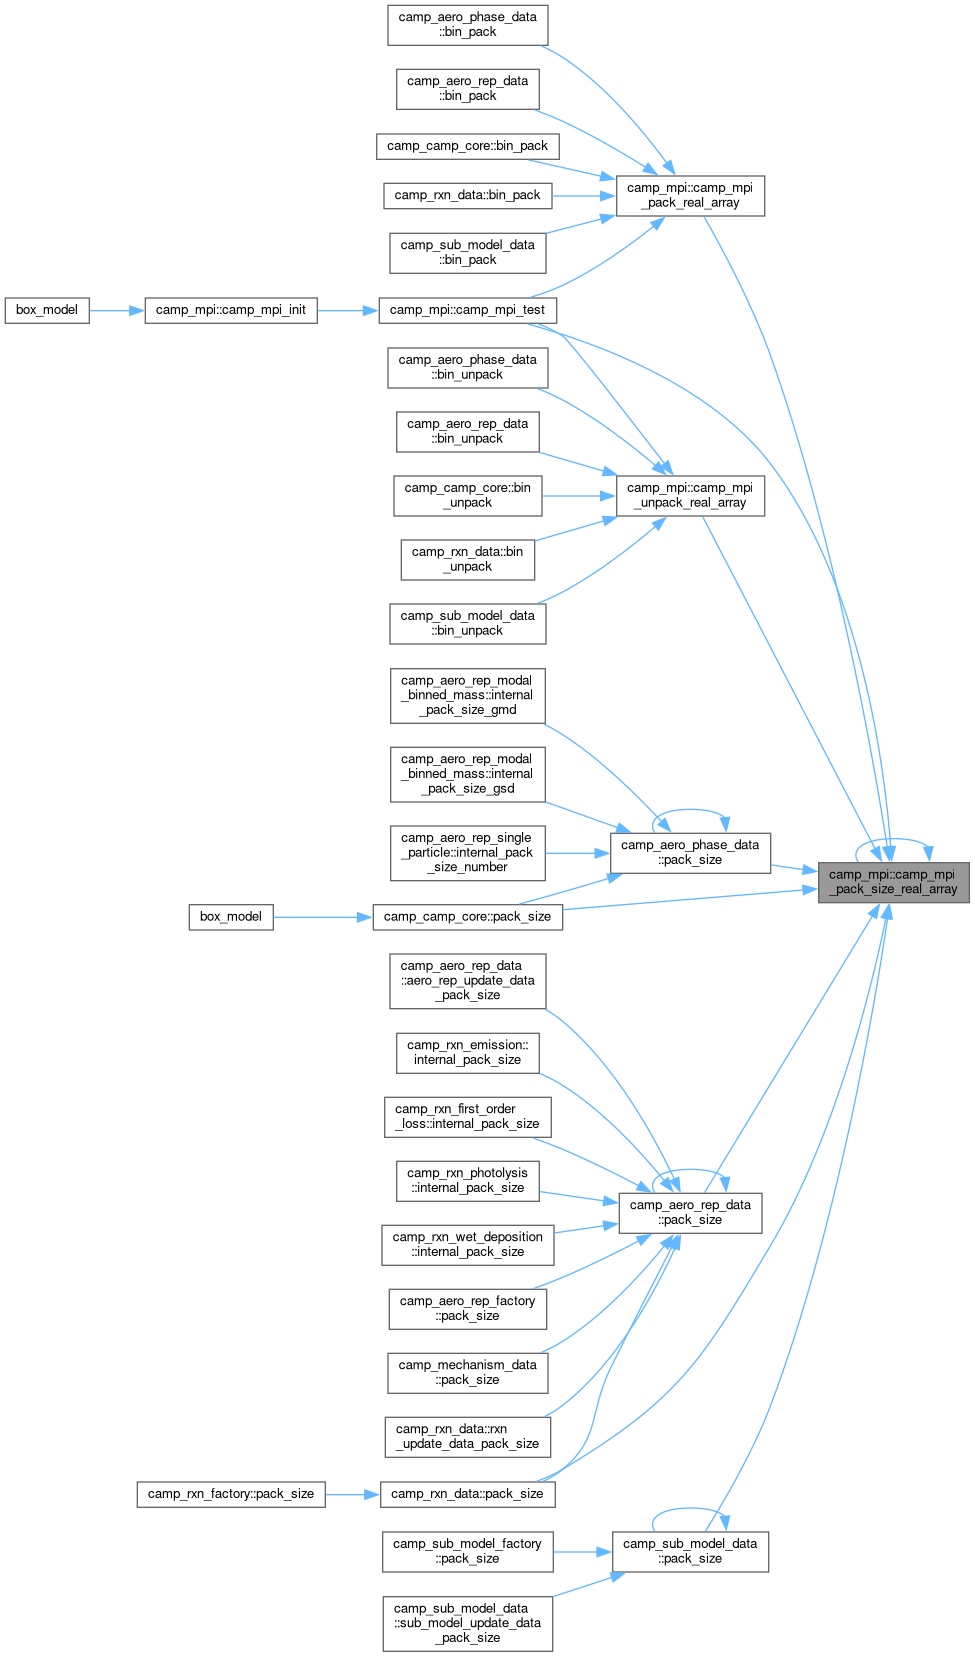 camp_aero_phase_data
::bin_pack
camp_aero_rep_data
::bin_pack
camp_camp_core::bin_pack
camp_rxn_data::bin_pack
camp_mpi::camp_mpi
_pack_real_array
camp_sub_model_data
::bin_pack
box_model
camp_mpi::camp_mpi_init
camp_mpi::camp_mpi_test
camp_aero_phase_data
::bin_unpack
camp_aero_rep_data
::bin_unpack
camp_camp_core::bin
_unpack
camp_mpi::camp_mpi
_unpack_real_array
camp_rxn_data::bin
_unpack
camp_sub_model_data
::bin_unpack
camp_aero_rep_modal
_binned_mass::internal
_pack_size_gmd
camp_aero_rep_modal
_binned_mass::internal
_pack_size_gsd
camp_aero_rep_single
_particle::internal_pack
_size_number
camp_aero_phase_data
::pack_size
camp_mpi::camp_mpi
_pack_size_real_array
box_model
camp_camp_core::pack_size
camp_aero_rep_data
::aero_rep_update_data
_pack_size
camp_rxn_emission::
internal_pack_size
camp_rxn_first_order
_loss::internal_pack_size
camp_rxn_photolysis
::internal_pack_size
camp_aero_rep_data
::pack_size
camp_rxn_wet_deposition
::internal_pack_size
camp_aero_rep_factory
::pack_size
camp_mechanism_data
::pack_size
camp_rxn_data::rxn
_update_data_pack_size
camp_rxn_factory::pack_size
camp_rxn_data::pack_size
camp_sub_model_factory
::pack_size
camp_sub_model_data
::pack_size
camp_sub_model_data
::sub_model_update_data
_pack_size